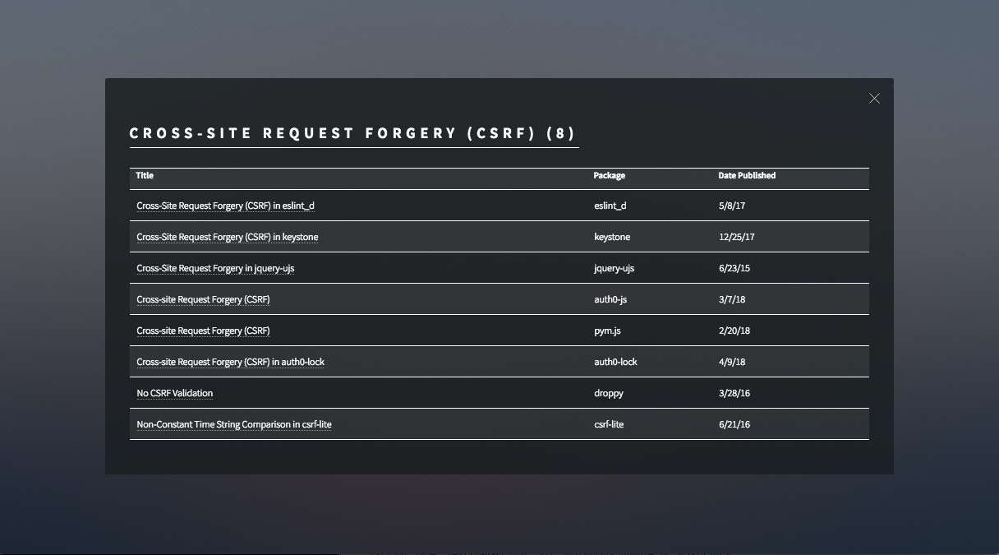 CROSS-SITE REQUEST FORGERY (CSRF) (8)
Title Package Date Published
Cross-Site Request Forgery (CSRF) in eslint_d eslint_d 5/8/17
Cross-Site Request Forgery (CSRF) in keystone keystone 12/25/17
Cross-Site Request Forgery in jquery-ujs jquery-ujs 6/23/15
Cross-site Request Forgery (CSRF) auth0-js 3/7/18
Cross-site Request Forgery (CSRF) pym.js 2/20/18
Cross-site Request Forgery (CSRF) in auth0-lock auth0-lock 4/9/18
No CSRF Validation droppy 3/28/16
Non-Constant Time String Comparison in csrf-lite csrf-lite 6/21/16